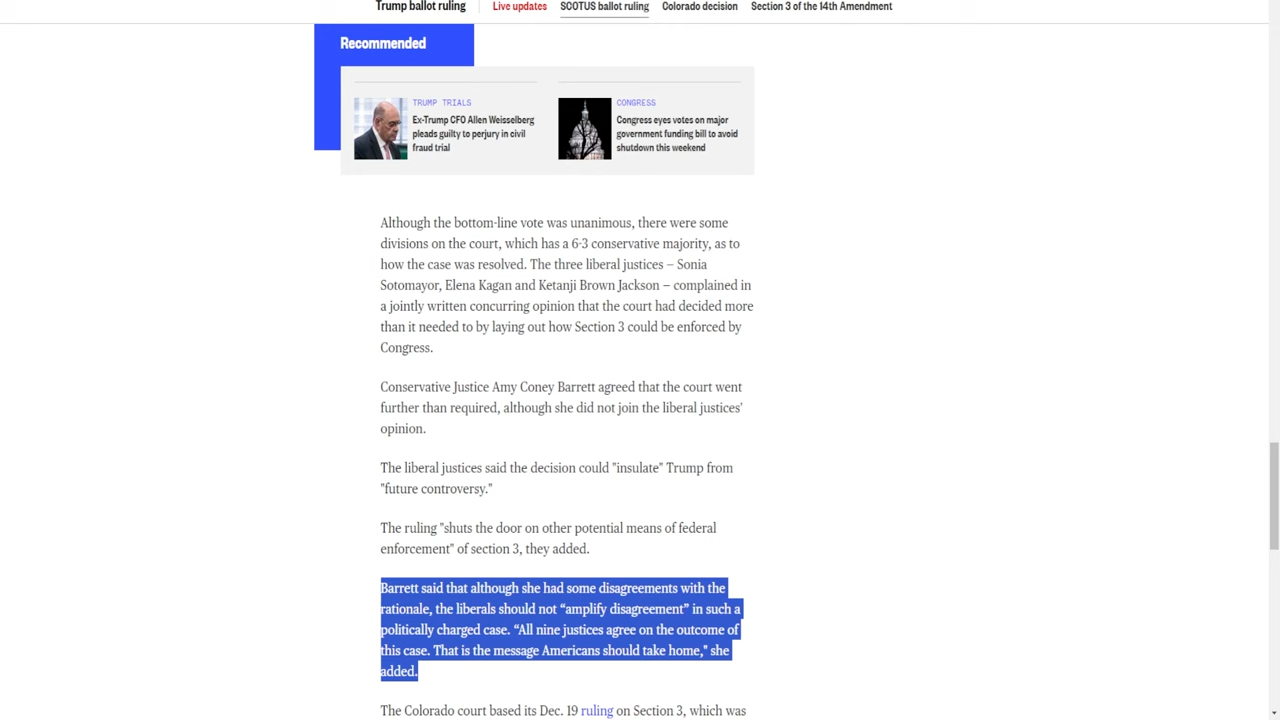 Trump ballot ruling Live updates SCOTUS ballot ruling Colorado decision Section 3 of the 14th Amendment
Recommended
TRUMP TRIALS
Ex-Trump CFO Allen Weisselberg
pleads guilty to perjury in civil
fraud trial
CONGRESS
Congress eyes votes on major
government funding bill to avoid
shutdown this weekend
Although the bottom-line vote was unanimous, there were some
divisions on the court, which has a 6-3 conservative majority, as to
how the case was resolved. The three liberal justices — Sonia
Sotomayor, Elena Kagan and Ketanji Brown Jackson — complained in
a jointly written concurring opinion that the court had decided more
than it needed to by laying out how Section 3 could be enforced by
Congress.
Conservative Justice Amy Coney Barrett agreed that the court went
further than required, although she did not join the liberal justices'
opinion.
The liberal justices said the decision could "insulate" Trump from
"future controversy."
The ruling "shuts the door on other potential means of federal
enforcement" of section 3, they added.
Barrett said that although she had some disagreements with the
rationale, the liberals should not “amplify disagreement” in such a
politically charged case. “All nine justices agree on the outcome of
this case. That is the message Americans should take home," she
added.
The Colorado court based its Dec. 19 ruling on Section 3, which was